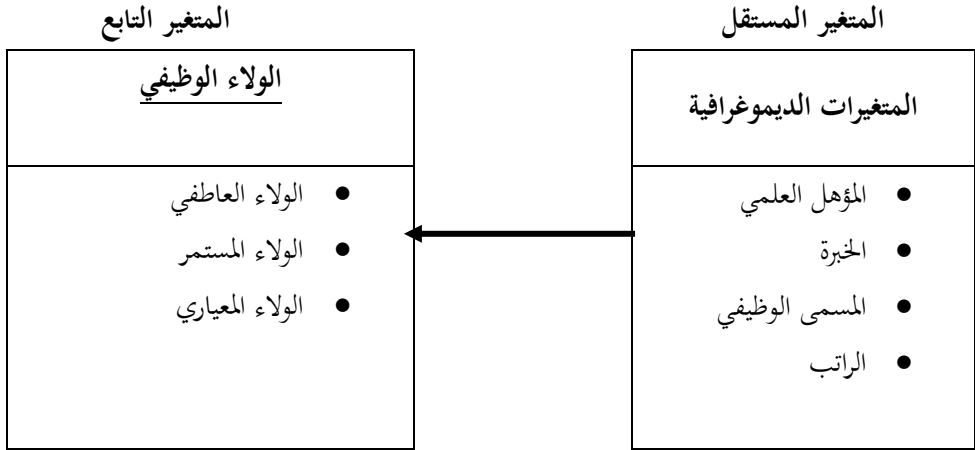 المتغير المستقل
المتغير التابع
المتغيرات الديموغرافية
● المؤهل العلمي
● الخبرة
● المسمى الوظيفي
● الراتب
الولاء الوظيفي
● الولاء العاطفي
● الولاء المستمر
● الولاء المعياري